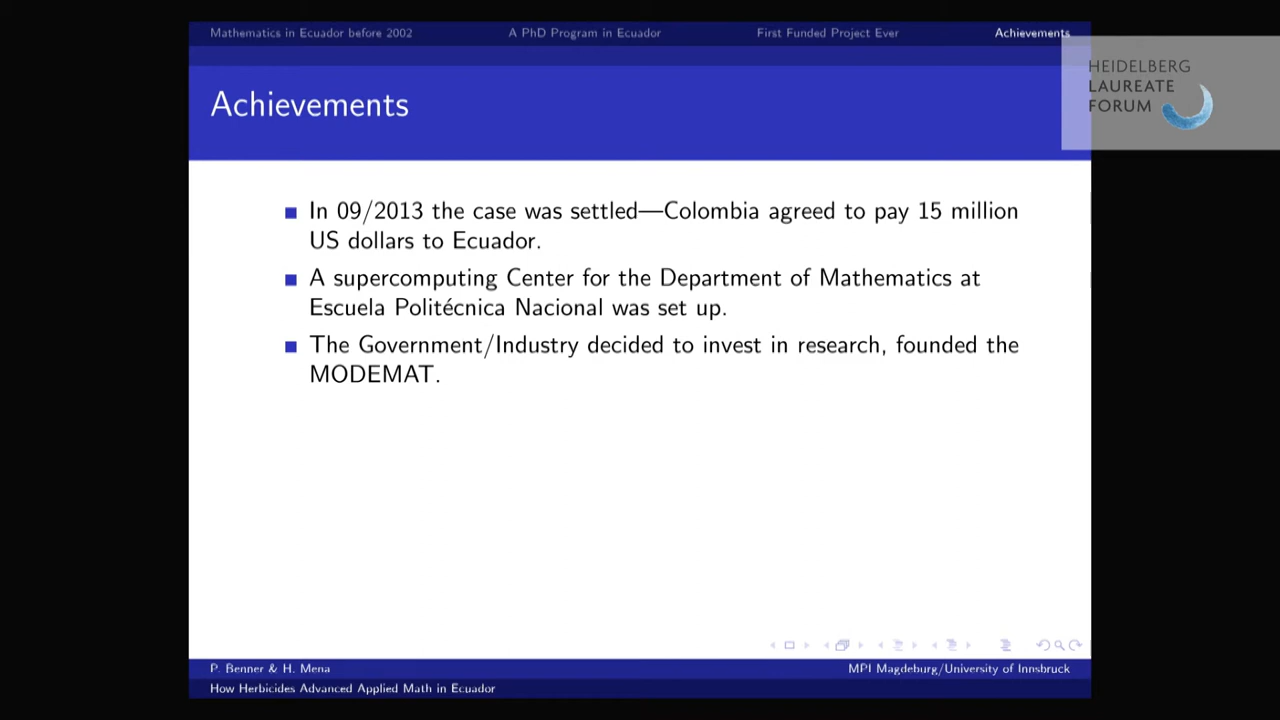 Mathematics in Ecuador before 2002 A PhD Program in Ecuador First Funded Project Ever Achievements
HEIDELBERG
LAUREATE
FORUM
Achievements
In 09/2013 the case was settled—Colombia agreed to pay 15 million
US dollars to Ecuador.
A supercomputing Center for the Department of Mathematics at
Escuela Politécnica Nacional was set up.
The Government/Industry decided to invest in research, founded the
MODEMAT.
P. Benner & H. Mena MPI Magdeburg/University of Innsbruck
How Herbicides Advanced Applied Math in Ecuador